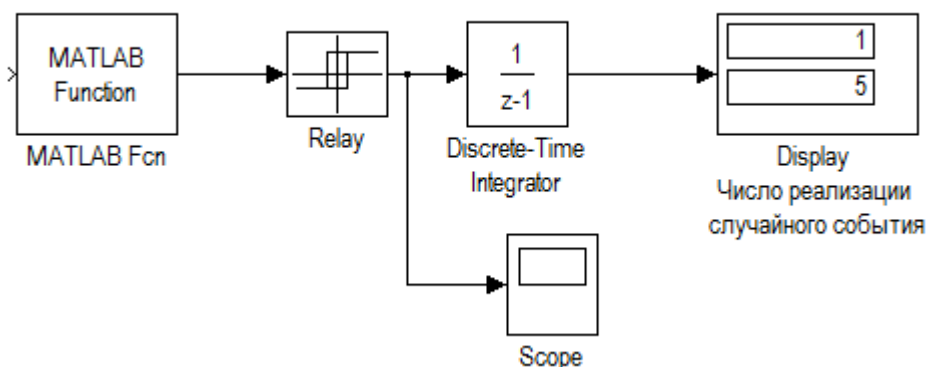 MATLAB
Function
MATLAB Fcn
Relay
1
z-1
Discrete-Time
Integrator
1
5
Display
Число реализации
случайного события
Scope